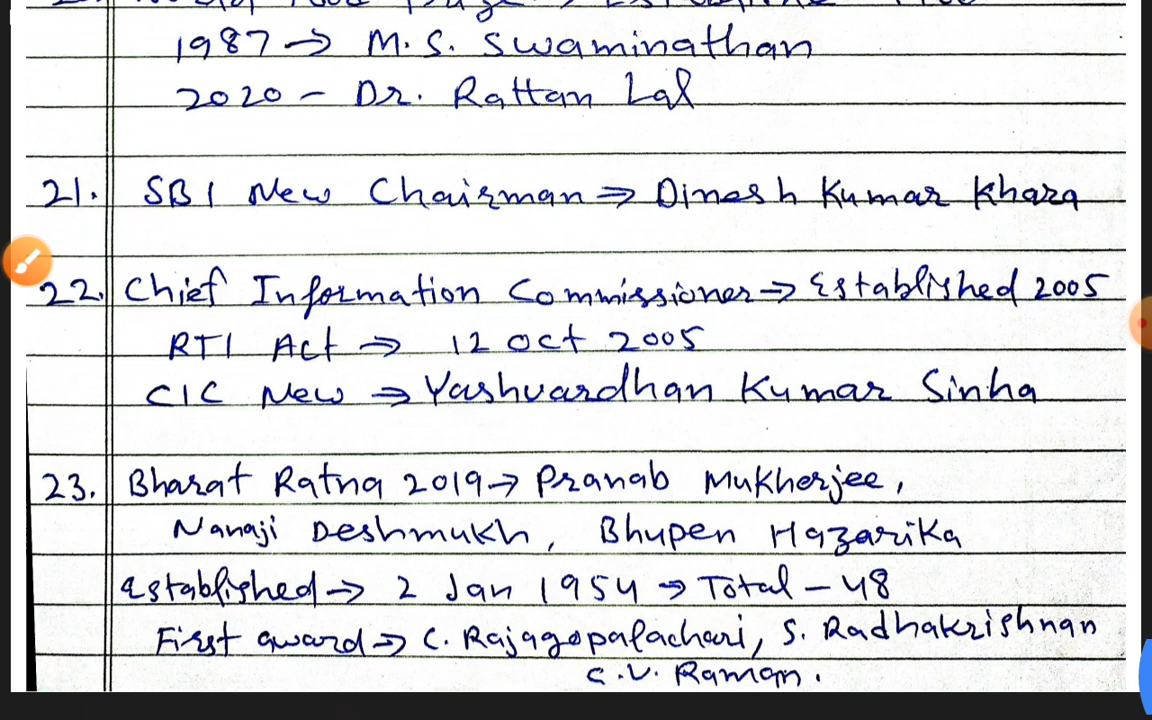 1987 → M. S. Swaminathan
2020 - Dr. Rattan Lal
21. SBI New Chairman ⇒ Dinesh Kumar Khara
22. Chief Information Commissioner → Established 2005
RTI Act ⇒ 12 Oct 2005
CIC New ⇒ Yashvardhan Kumar Sinha
23. Bharat Ratna 2019 → Pranab Mukherjee,
Nanaji Deshmukh, Bhupen Hazarika
Established → 2 Jan 1954 → Total - 48
First award ⇒ C. Rajagopalachari, S. Radhakrishnan
C.V. Raman.